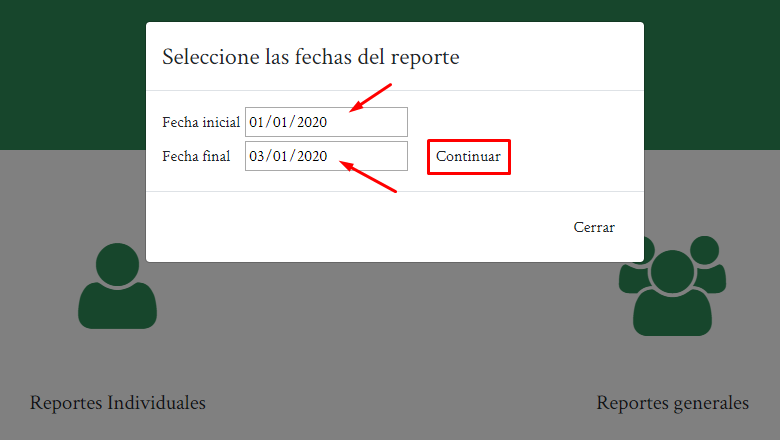 Seleccione las fechas del reporte
Fecha inicial 01/01/2020
Fecha final 03/01/2020 Continuar
Cerrar
Reportes Individuales Reportes generales